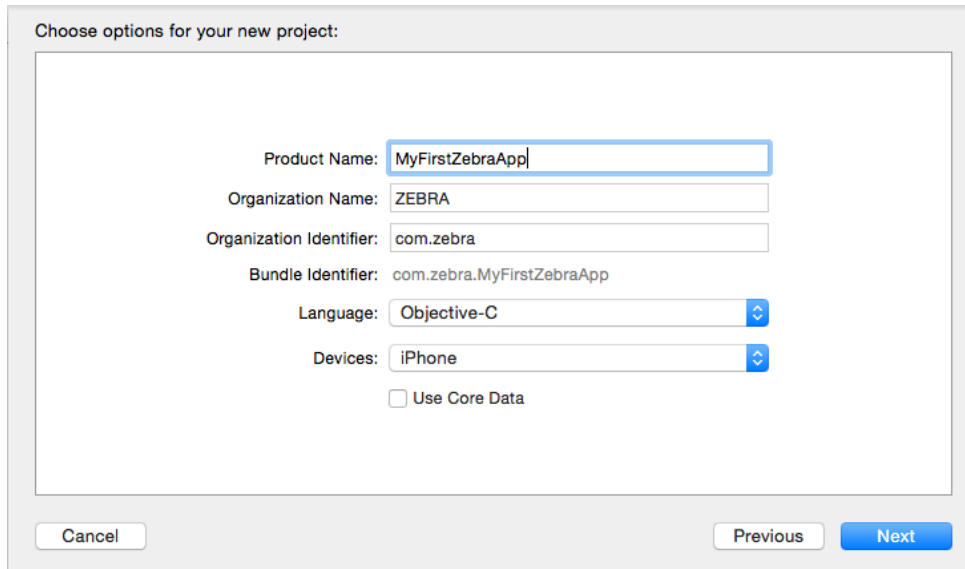 Choose options for your new project:
Product Name: MyFirstZebraApp
Organization Name: ZEBRA
Organization Identifier: com.zebra
Bundle Identifier: com.zebra.MyFirstZebraApp
Language: Objective-C
Devices: iPhone
Use Core Data
Cancel Previous Next